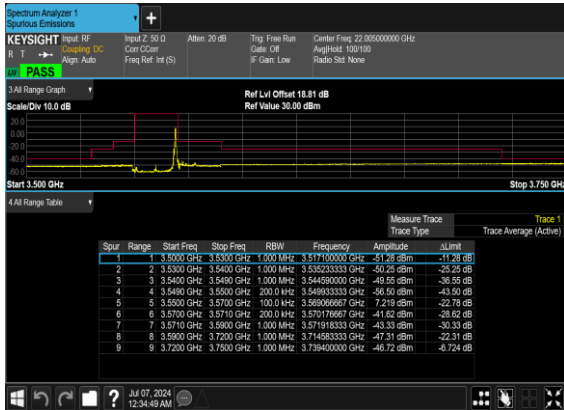 Spectrum Analyzer 1
Spurious Emissions
+
KEYSIGHT Input: RF Input Z: 50 Ω Atten: 20 dB Trig: Free Run Center Freq: 22.005000000 GHz
R T Coupling: DC Corr CCorr Gate: Off Avg|Hold: 100/100
Align: Auto Freq Ref: Int (S) IF Gain: Low Radio Std: None
PASS
3 All Range Graph
Ref Lvl Offset 18.81 dB
Scale/Div 10.0 dB Ref Value 30.00 dBm
20.0
0.00
-20.0
-40.0
-60.0
Start 3.500 GHz Stop 3.750 GHz
4 All Range Table
Measure Trace Trace 1
Trace Type Trace Average (Active)
Spur Range Start Freq Stop Freq RBW Frequency Amplitude ΔLimit
1 1 3.5000 GHz 3.5300 GHz 1.000 MHz 3.517100000 GHz -51.28 dBm -11.28 dB
2 2 3.5300 GHz 3.5400 GHz 1.000 MHz 3.535233333 GHz -50.25 dBm -25.25 dB
3 3 3.5400 GHz 3.5490 GHz 1.000 MHz 3.544590000 GHz -49.55 dBm -36.55 dB
4 4 3.5490 GHz 3.5500 GHz 200.0 kHz 3.549933333 GHz -56.50 dBm -43.50 dB
5 5 3.5500 GHz 3.5700 GHz 100.0 kHz 3.569066667 GHz 7.219 dBm -22.78 dB
6 6 3.5700 GHz 3.5710 GHz 200.0 kHz 3.570176667 GHz -41.62 dBm -28.62 dB
7 7 3.5710 GHz 3.5900 GHz 1.000 MHz 3.571918333 GHz -43.33 dBm -30.33 dB
8 8 3.5900 GHz 3.7200 GHz 1.000 MHz 3.714583333 GHz -47.31 dBm -22.31 dB
9 9 3.7200 GHz 3.7500 GHz 1.000 MHz 3.739400000 GHz -46.72 dBm -6.724 dB
? Jul 07, 2024
12:34:49 AM